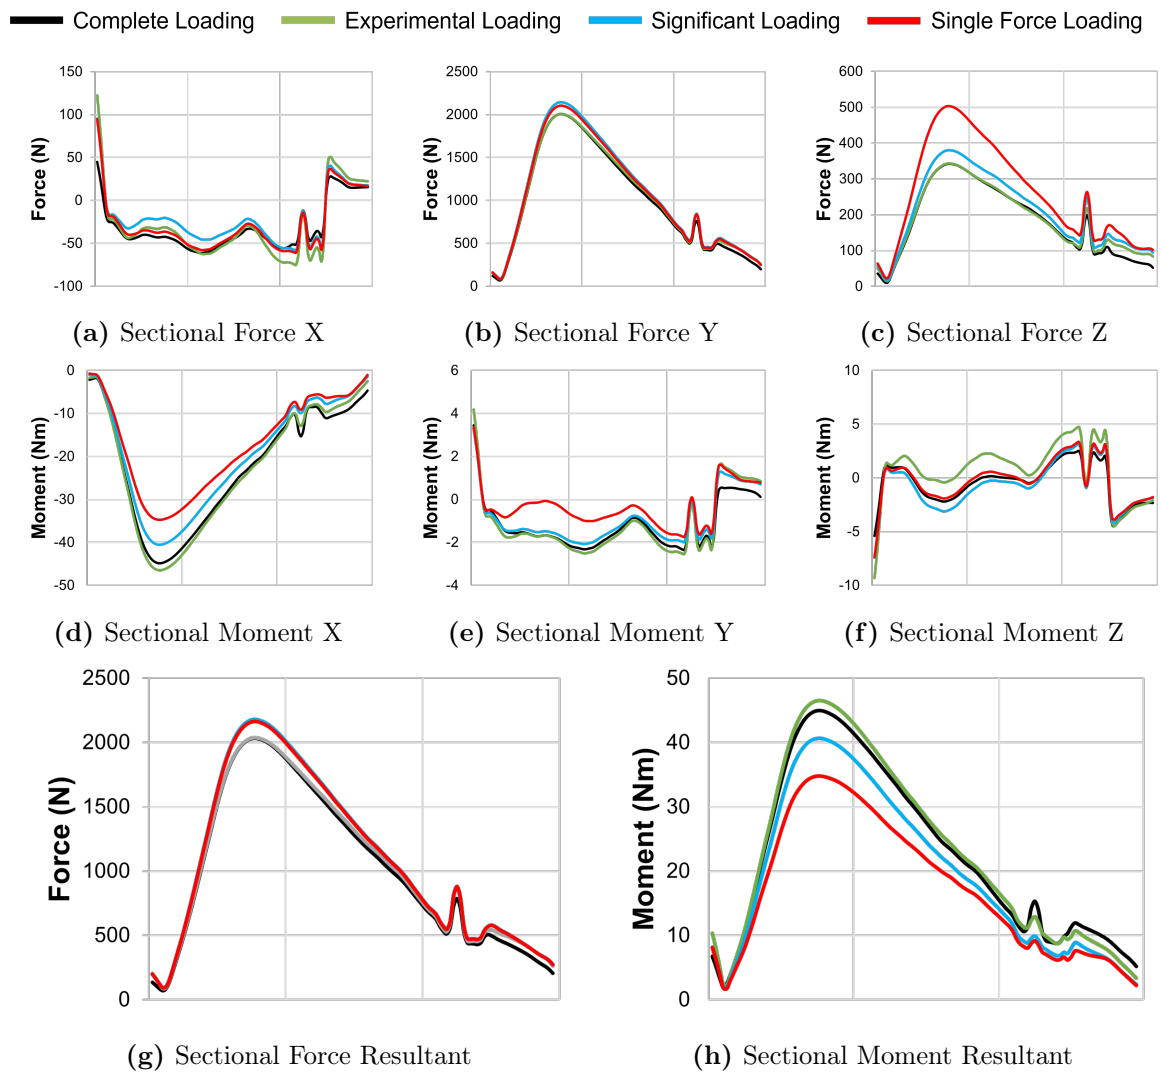 Complete Loading Experimental Loading Significant Loading Single Force Loading
Force (N)
150
100
50
0
-50
-100
Force (N)
2500
2000
1500
1000
500
0
Force (N)
600
500
400
300
200
100
0
(a) Sectional Force X
(b) Sectional Force Y
(c) Sectional Force Z
Moment (Nm)
0
-10
-20
-30
-40
-50
Moment (Nm)
6
4
2
0
-2
-4
Moment (Nm)
10
5
0
-5
-10
(d) Sectional Moment X
(e) Sectional Moment Y
(f) Sectional Moment Z
Force (N)
2500
2000
1500
1000
500
0
Moment (Nm)
50
40
30
20
10
0
(g) Sectional Force Resultant
(h) Sectional Moment Resultant